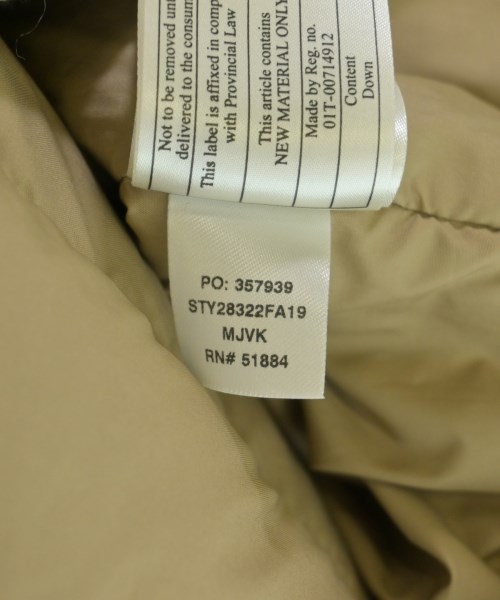 Not to be removed unt
delivered to the consum
This label is affixed in comp
with Provincial Law
This article contains
NEW MATERIAL ONLY
Made by Reg. no.
01T-00714912
Content
Down
PO: 357939
STY28322FA19
MJVK
RN# 51884